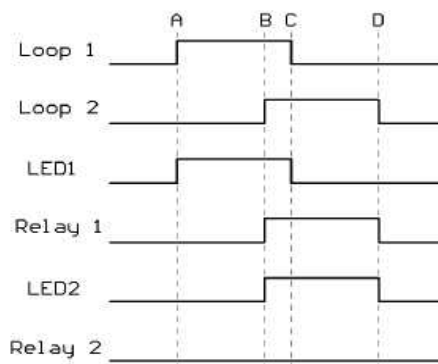 A B C D
Loop 1
Loop 2
LED1
Relay 1
LED2
Relay 2